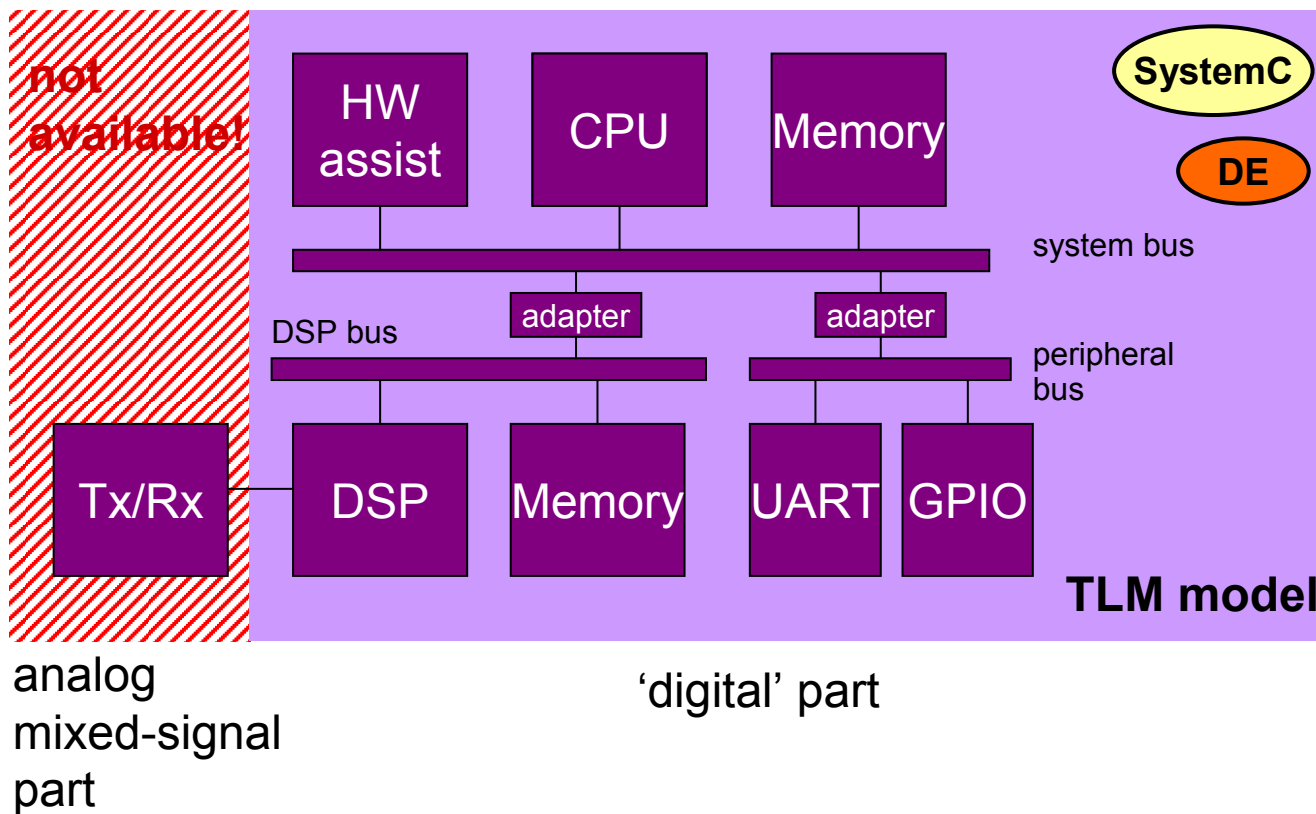 not
available!
HW
assist
CPU
Memory
SystemC
DE
system bus
adapter
adapter
DSP bus
peripheral
bus
Tx/Rx
DSP
Memory
UART
GPIO
TLM model
analog
mixed-signal
part
‘digital’ part